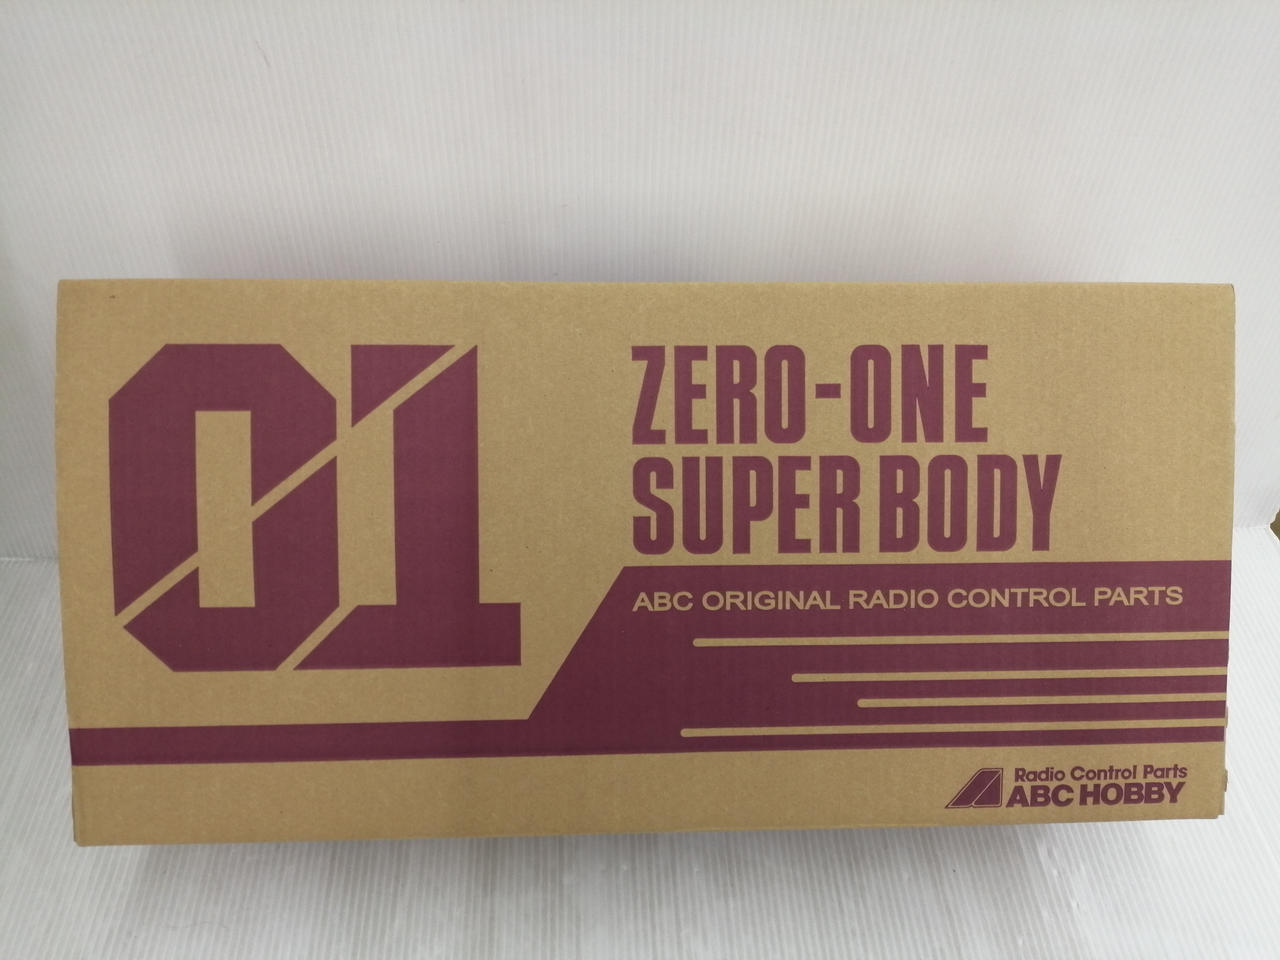 01
ZERO-ONE
SUPER BODY
ABC ORIGINAL RADIO CONTROL PARTS
Radio Control Parts
ABC HOBBY